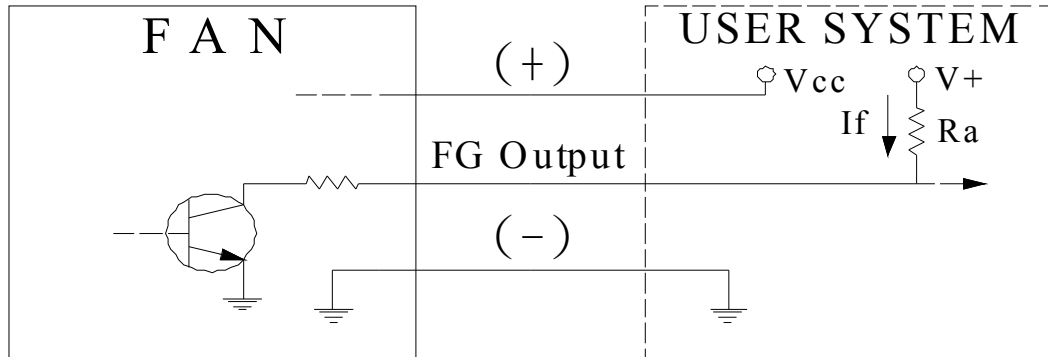 F A N
USER SYSTEM
(+)
Vcc
V+
If
Ra
FG Output
(-)